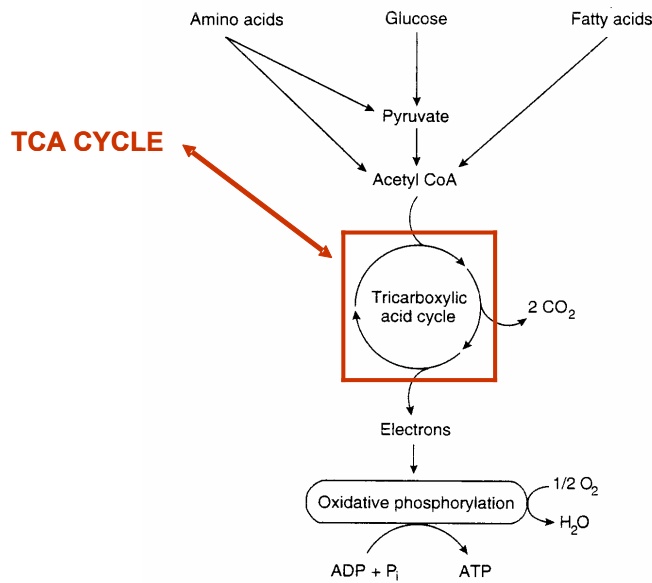 Amino acids
Glucose
Fatty acids
Pyruvate
TCA CYCLE
Acetyl CoA
Tricarboxylic
acid cycle
2 CO₂
Electrons
Oxidative phosphorylation
1/2 O₂
H₂O
ADP + Pᵢ
ATP